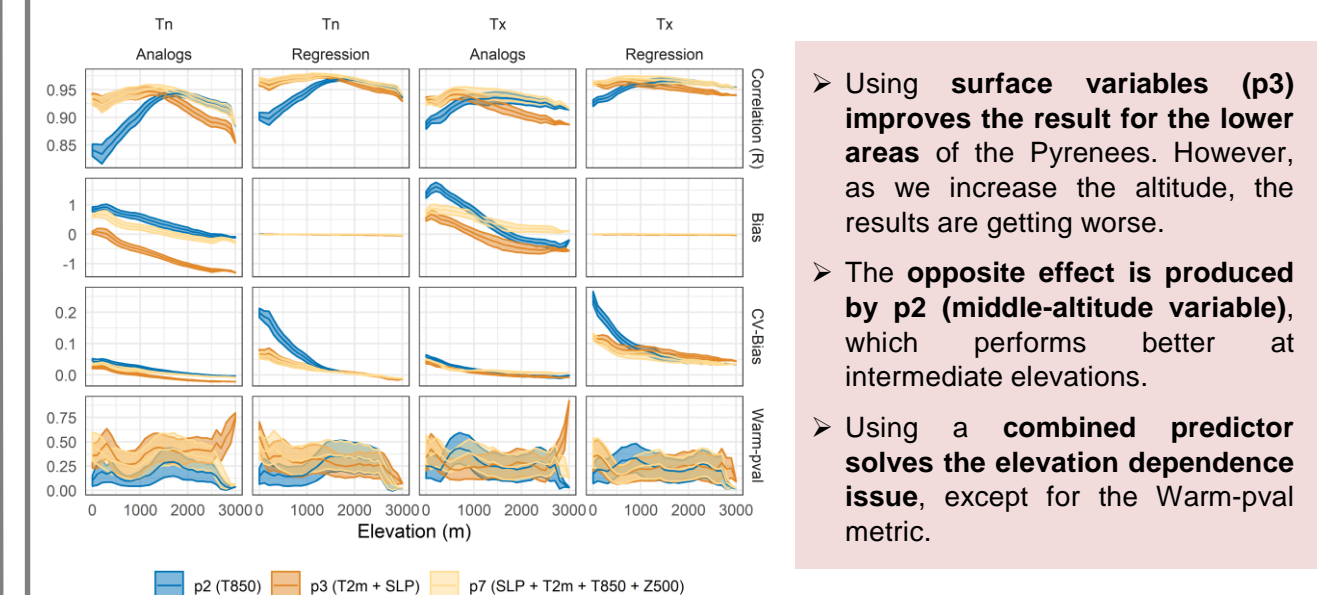 Tn Tn Tx Tx
Analogs Regression Analogs Regression
0.95
0.90
0.85
Correlation (R)
1
0
-1
Bias
0.2
0.1
0.0
CV-Bias
0.75
0.50
0.25
0.00
Warm-pval
0 1000 2000 3000 0 1000 2000 3000 0 1000 2000 3000 0 1000 2000 3000
Elevation (m)
p2 (T850) p3 (T2m + SLP) p7 (SLP + T2m + T850 + Z500)
➢ Using surface variables (p3)
improves the result for the lower
areas of the Pyrenees. However,
as we increase the altitude, the
results are getting worse.
➢ The opposite effect is produced
by p2 (middle-altitude variable),
which performs better at
intermediate elevations.
➢ Using a combined predictor
solves the elevation dependence
issue, except for the Warm-pval
metric.